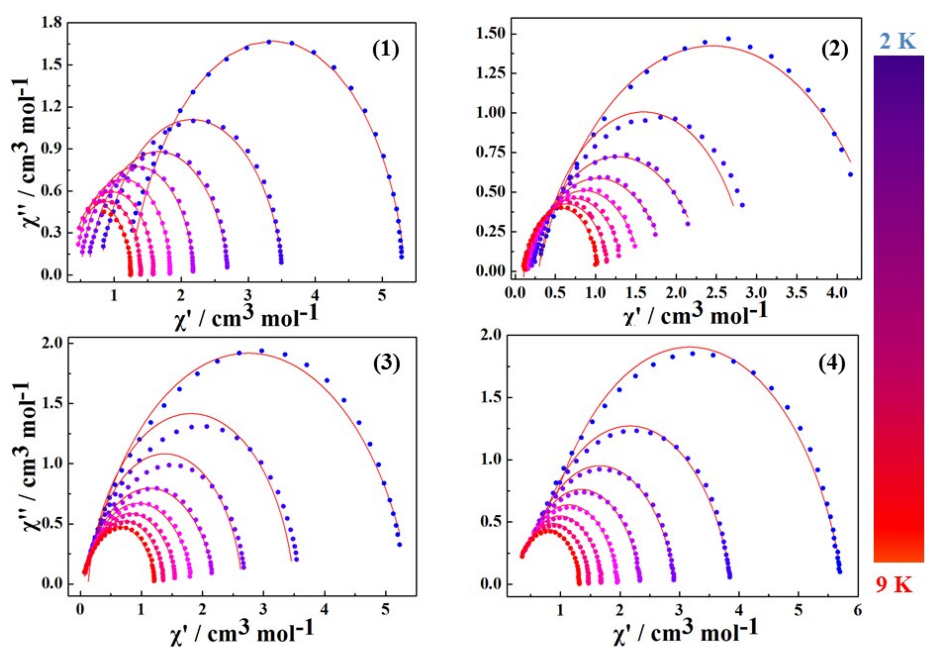 1.8
1.5
1.2
0.9
0.6
0.3
0.0
1 2 3 4 5
χ'' / cm3 mol-1
χ' / cm3 mol-1
(1)
1.50
1.25
1.00
0.75
0.50
0.25
0.00
0.0 0.5 1.0 1.5 2.0 2.5 3.0 3.5 4.0
χ' / cm3 mol-1
(2)
2 K
2.0
1.5
1.0
0.5
0.0
0 1 2 3 4 5
χ'' / cm3 mol-1
χ' / cm3 mol-1
(3)
2.0
1.5
1.0
0.5
0.0
1 2 3 4 5 6
χ' / cm3 mol-1
(4)
9 K